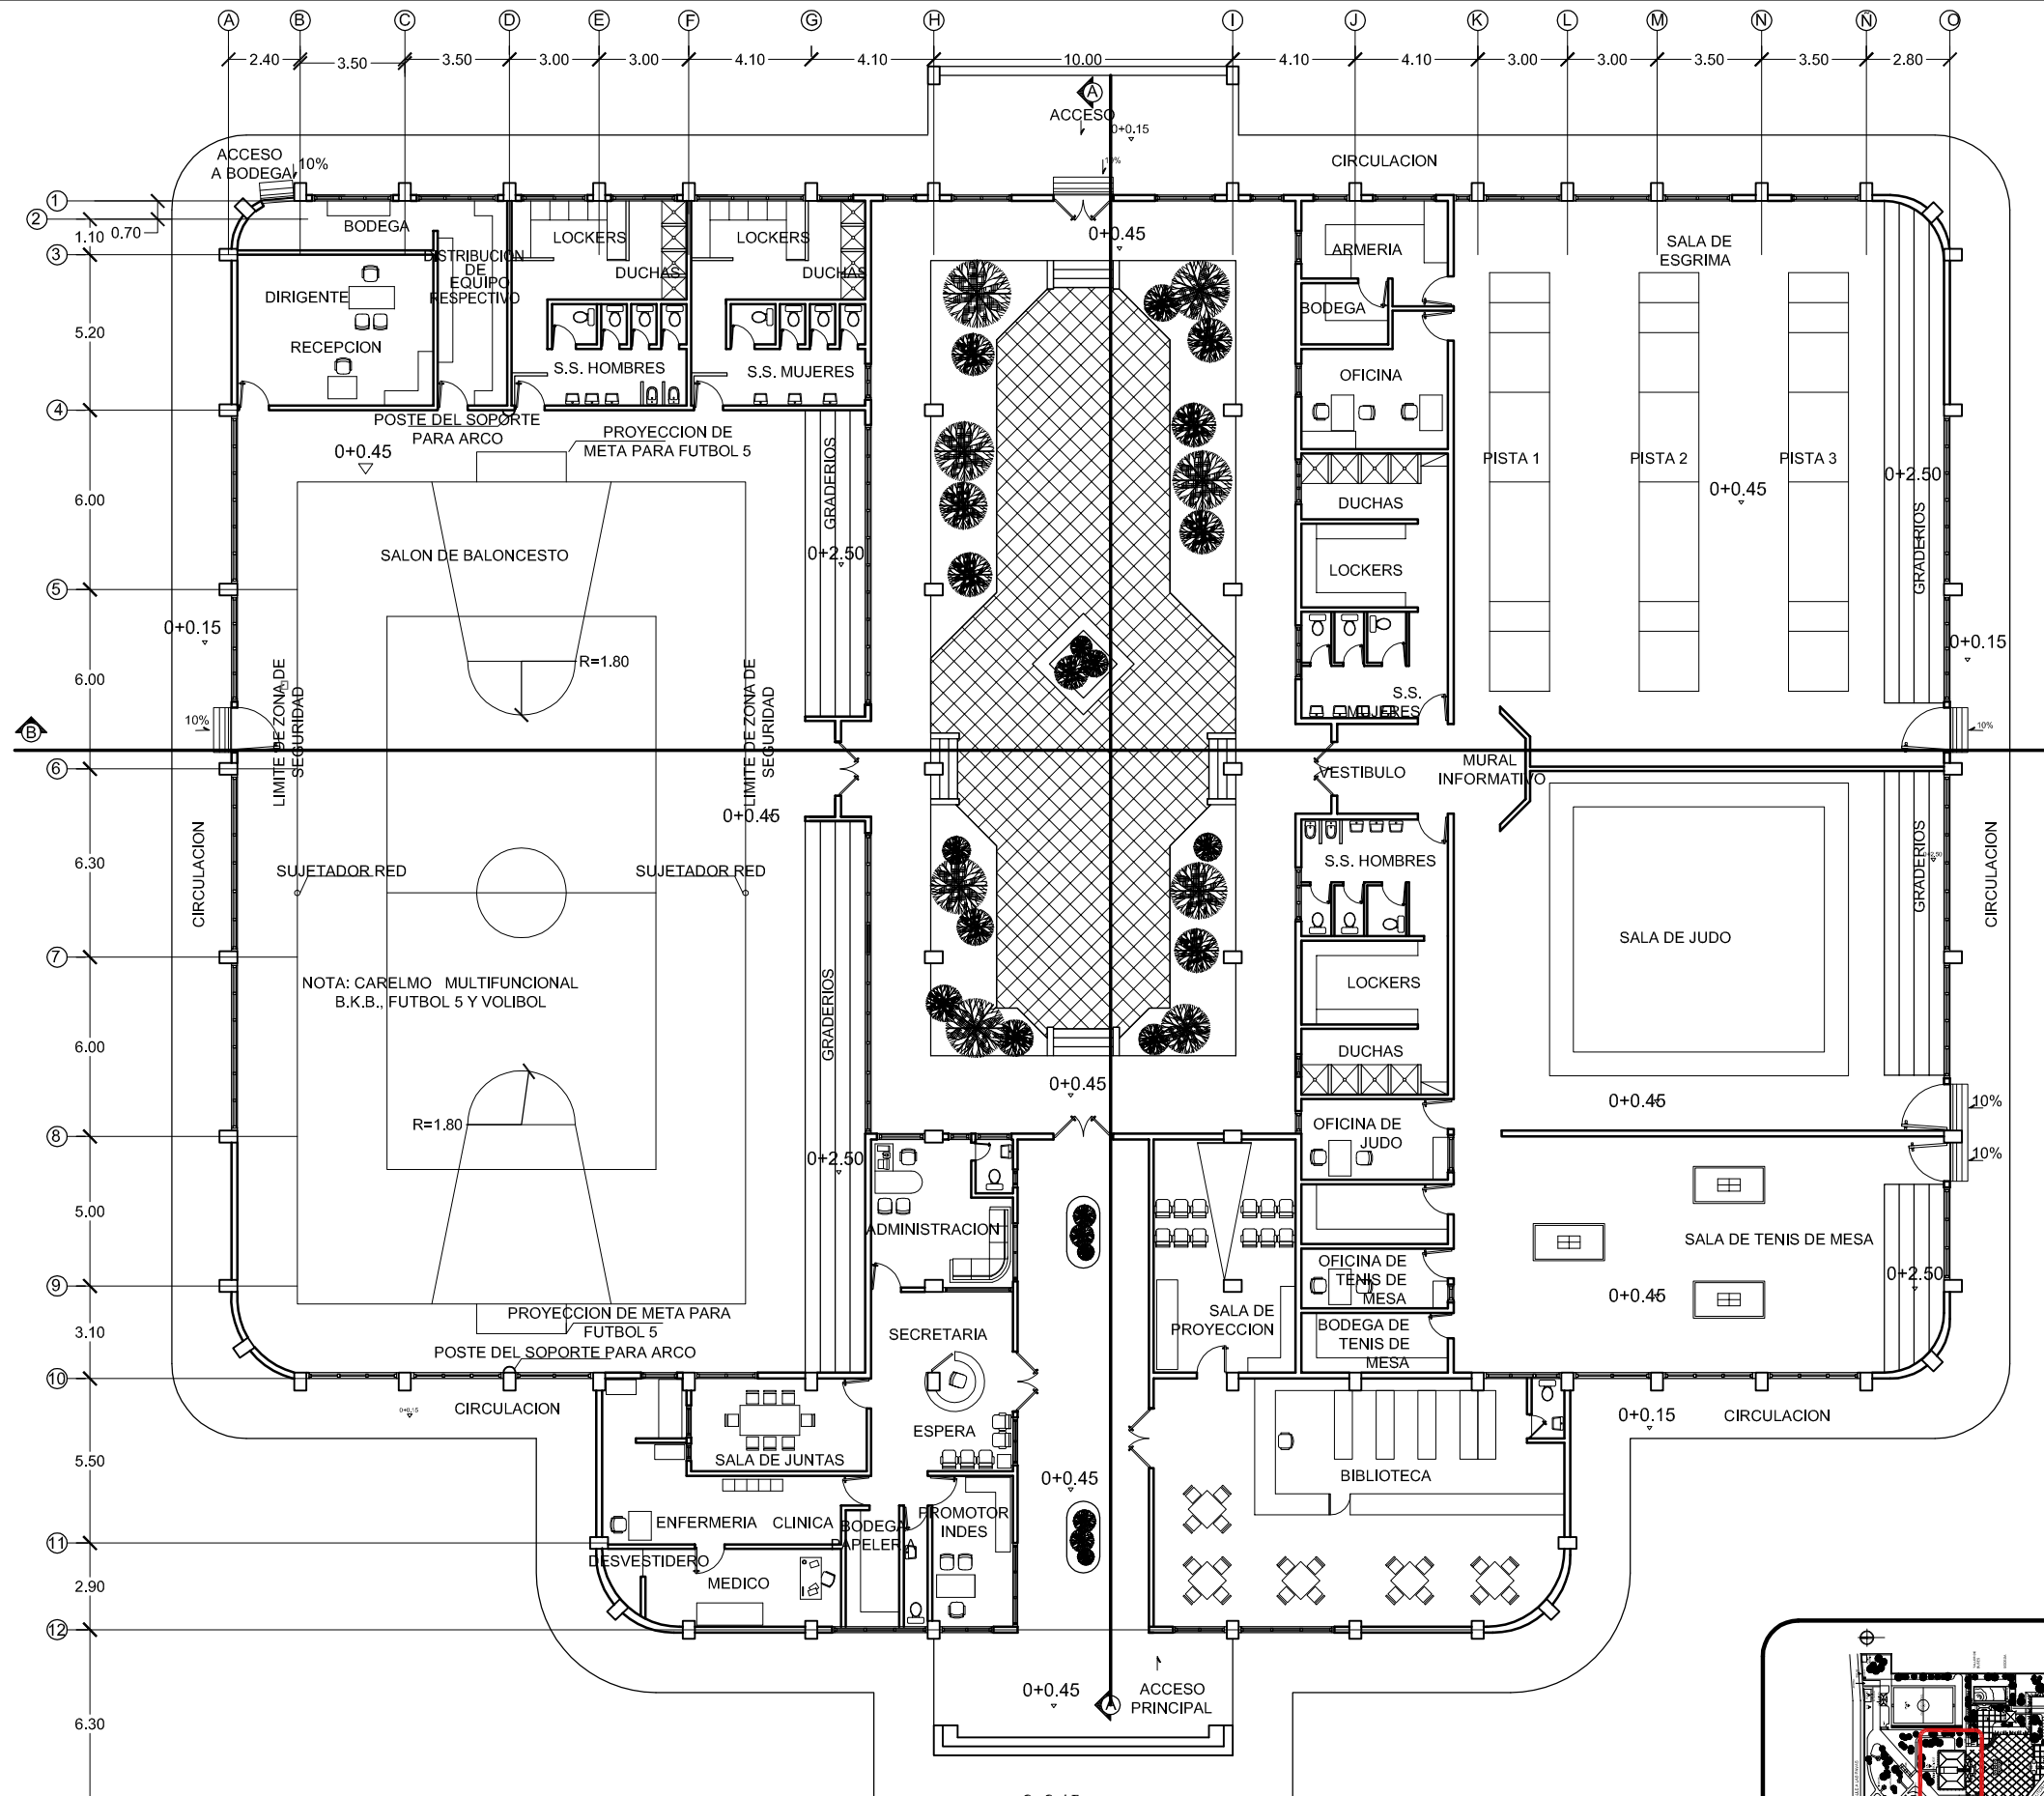 A B C D E F G H I J K L M N Ñ O
2.40 3.50 3.50 3.00 3.00 4.10 4.10 10.00 4.10 4.10 3.00 3.00 3.50 3.50 2.80
A
ACCESO
0+0.15
10%
CIRCULACION
ACCESO
A BODEGA
10%
1
2
3
4
5
6
7
8
9
10
11
12
0.70
1.10
5.20
6.00
6.00
6.30
6.00
5.00
3.10
5.50
2.90
6.30
BODEGA
DISTRIBUCION
DE
EQUIPO
RESPECTIVO
DIRIGENTE
RECEPCION
LOCKERS
DUCHAS
S.S. HOMBRES
LOCKERS
DUCHAS
S.S. MUJERES
0+0.45
ARMERIA
BODEGA
OFICINA
DUCHAS
LOCKERS
S.S.
MUJERES
SALA DE
ESGRIMA
PISTA 1
PISTA 2
PISTA 3
0+0.45
0+2.50
GRADERIOS
0+0.15
10%
POSTE DEL SOPORTE
PARA ARCO
PROYECCION DE
META PARA FUTBOL 5
0+0.45
SALON DE BALONCESTO
GRADERIOS
0+2.50
R=1.80
0+0.15
LIMITE DE ZONA DE
SEGURIDAD
LIMITE DE ZONA DE
SEGURIDAD
10%
B
0+0.45
CIRCULACION
SUJETADOR RED
SUJETADOR RED
NOTA: CARELMO MULTIFUNCIONAL
B.K.B., FUTBOL 5 Y VOLIBOL
GRADERIOS
R=1.80
0+2.50
PROYECCION DE META PARA
FUTBOL 5
POSTE DEL SOPORTE PARA ARCO
0+0.15
CIRCULACION
VESTIBULO
MURAL
INFORMATIVO
S.S. HOMBRES
LOCKERS
DUCHAS
SALA DE JUDO
GRADERIOS
0+2.50
CIRCULACION
0+0.45
10%
10%
OFICINA DE
JUDO
OFICINA DE
TENIS DE
MESA
BODEGA DE
TENIS DE
MESA
SALA DE TENIS DE MESA
0+0.45
0+2.50
0+0.15
CIRCULACION
0+0.45
ADMINISTRACION
SECRETARIA
ESPERA
SALA DE
PROYECCION
SALA DE JUNTAS
ENFERMERIA CLINICA
DESVESTIDERO
MEDICO
BODEGA
PAPELERIA
PROMOTOR
INDES
0+0.45
BIBLIOTECA
0+0.45
A
ACCESO
PRINCIPAL